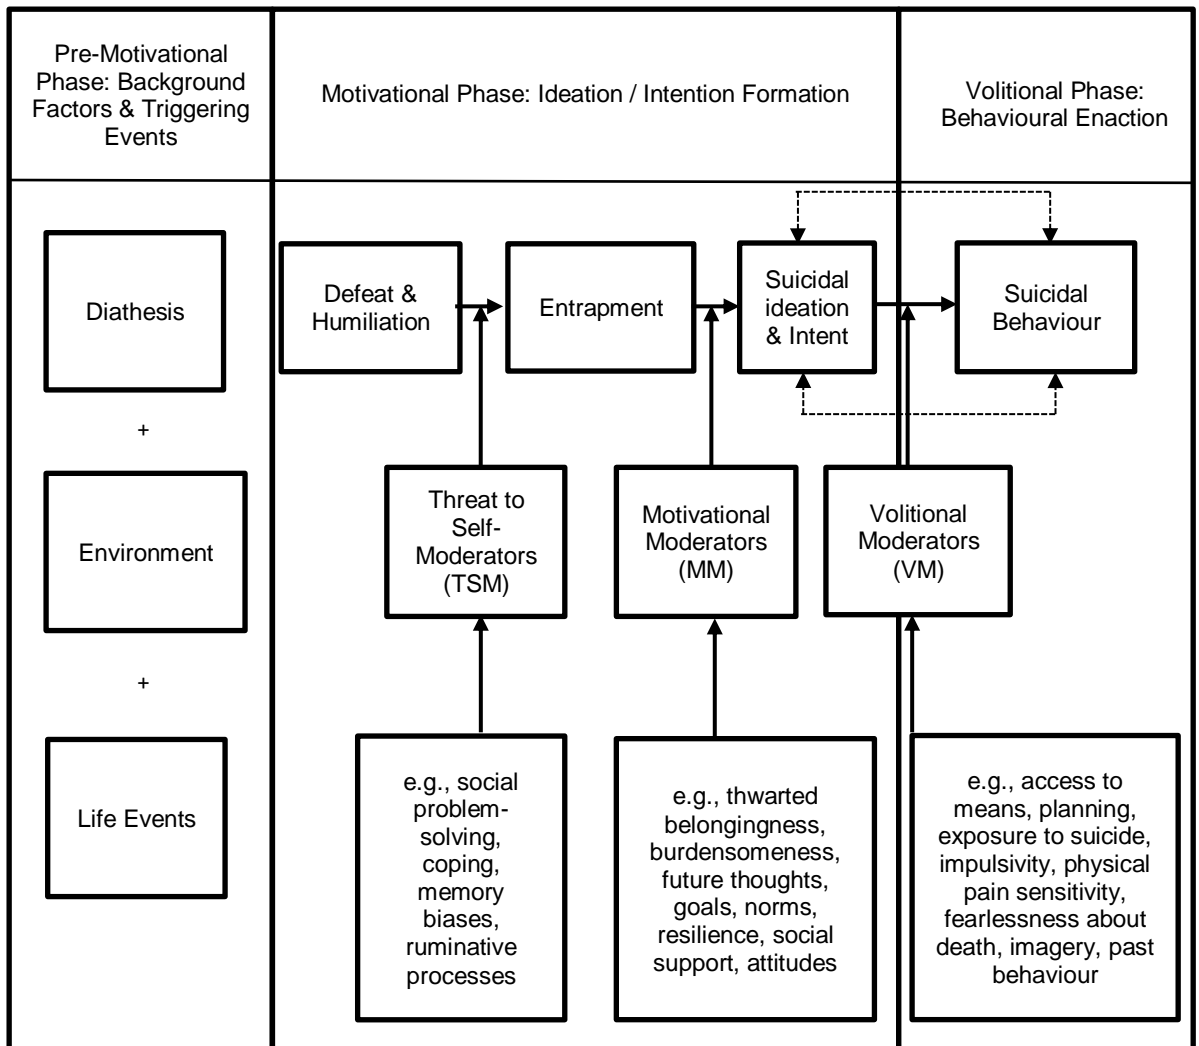 Pre-Motivational
Phase: Background
Factors & Triggering
Events
Motivational Phase: Ideation / Intention Formation
Volitional Phase:
Behavioural Enaction
Diathesis
+
Environment
+
Life Events
Defeat &
Humiliation
Entrapment
Suicidal
ideation
& Intent
Suicidal
Behaviour
Threat to
Self-
Moderators
(TSM)
Motivational
Moderators
(MM)
Volitional
Moderators
(VM)
e.g., social
problem-
solving,
coping,
memory
biases,
ruminative
processes
e.g., thwarted
belongingness,
burdensomeness,
future thoughts,
goals, norms,
resilience, social
support, attitudes
e.g., access to
means, planning,
exposure to suicide,
impulsivity, physical
pain sensitivity,
fearlessness about
death, imagery, past
behaviour